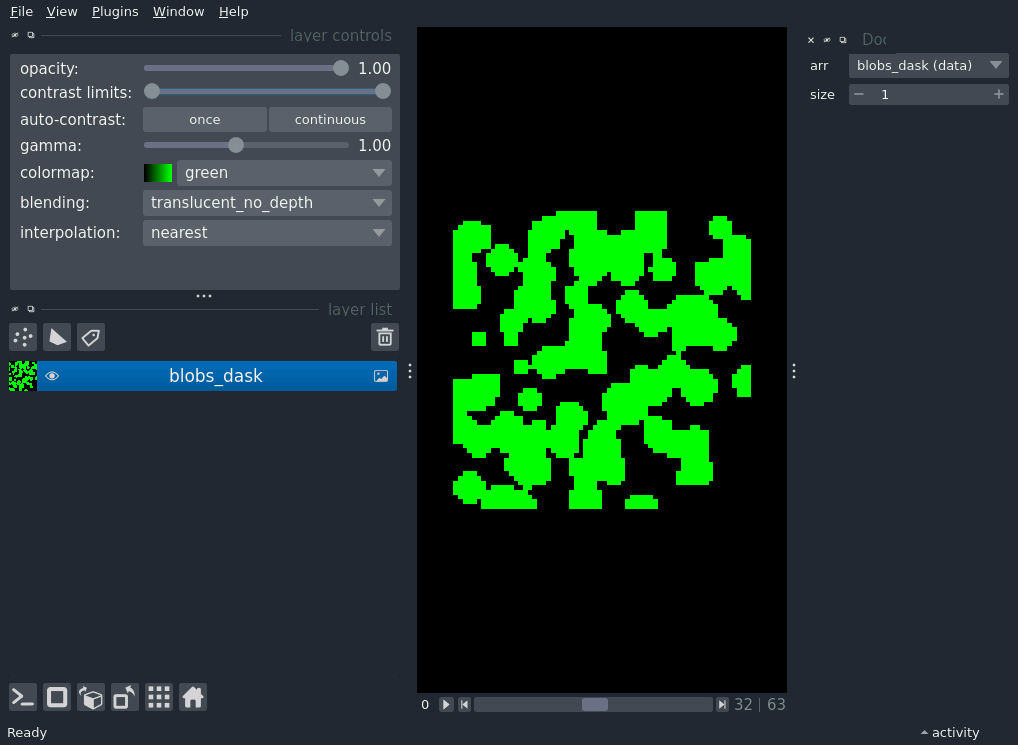 File View Plugins Window Help
layer controls
opacity: 1.00
contrast limits:
auto-contrast: once continuous
gamma: 1.00
colormap: green
blending: translucent_no_depth
interpolation: nearest
layer list
blobs_dask
0 32 | 63
Ready
arr blobs_dask (data)
size 1
activity